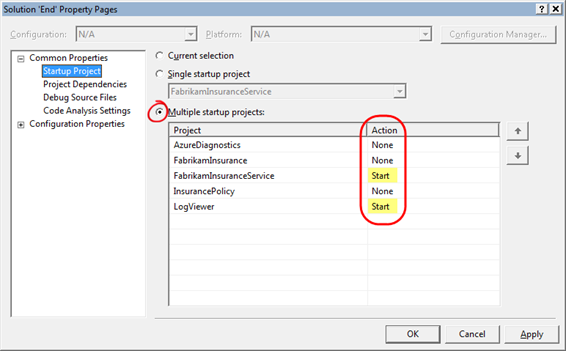 Solution 'End' Property Pages
Configuration: N/A Platform: N/A Configuration Manager...
Common Properties
Startup Project
Project Dependencies
Debug Source Files
Code Analysis Settings
Configuration Properties
Current selection
Single startup project
FabrikamInsuranceService
Multiple startup projects:
Project Action
AzureDiagnostics None
FabrikamInsurance None
FabrikamInsuranceService Start
InsurancePolicy None
LogViewer Start
OK Cancel Apply